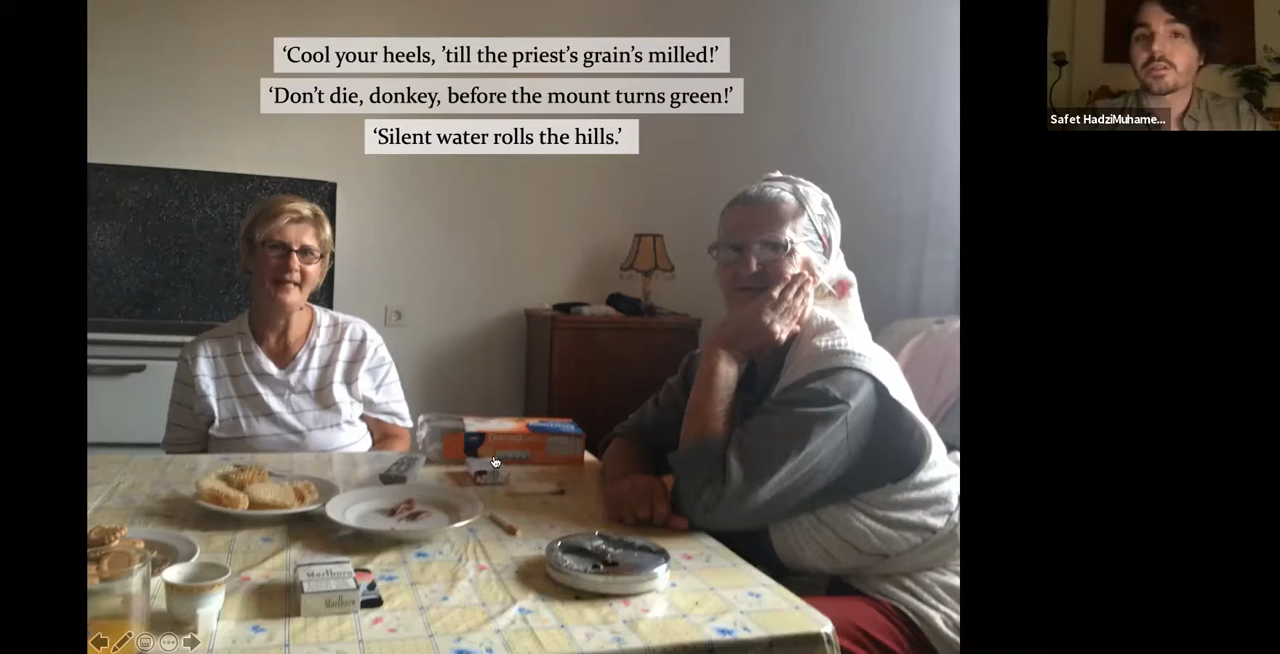 ‘Cool your heels, ’till the priest’s grain’s milled!’
‘Don’t die, donkey, before the mount turns green!’
‘Silent water rolls the hills.’
Safet HadziMuhame...
Marlboro
Marlboro